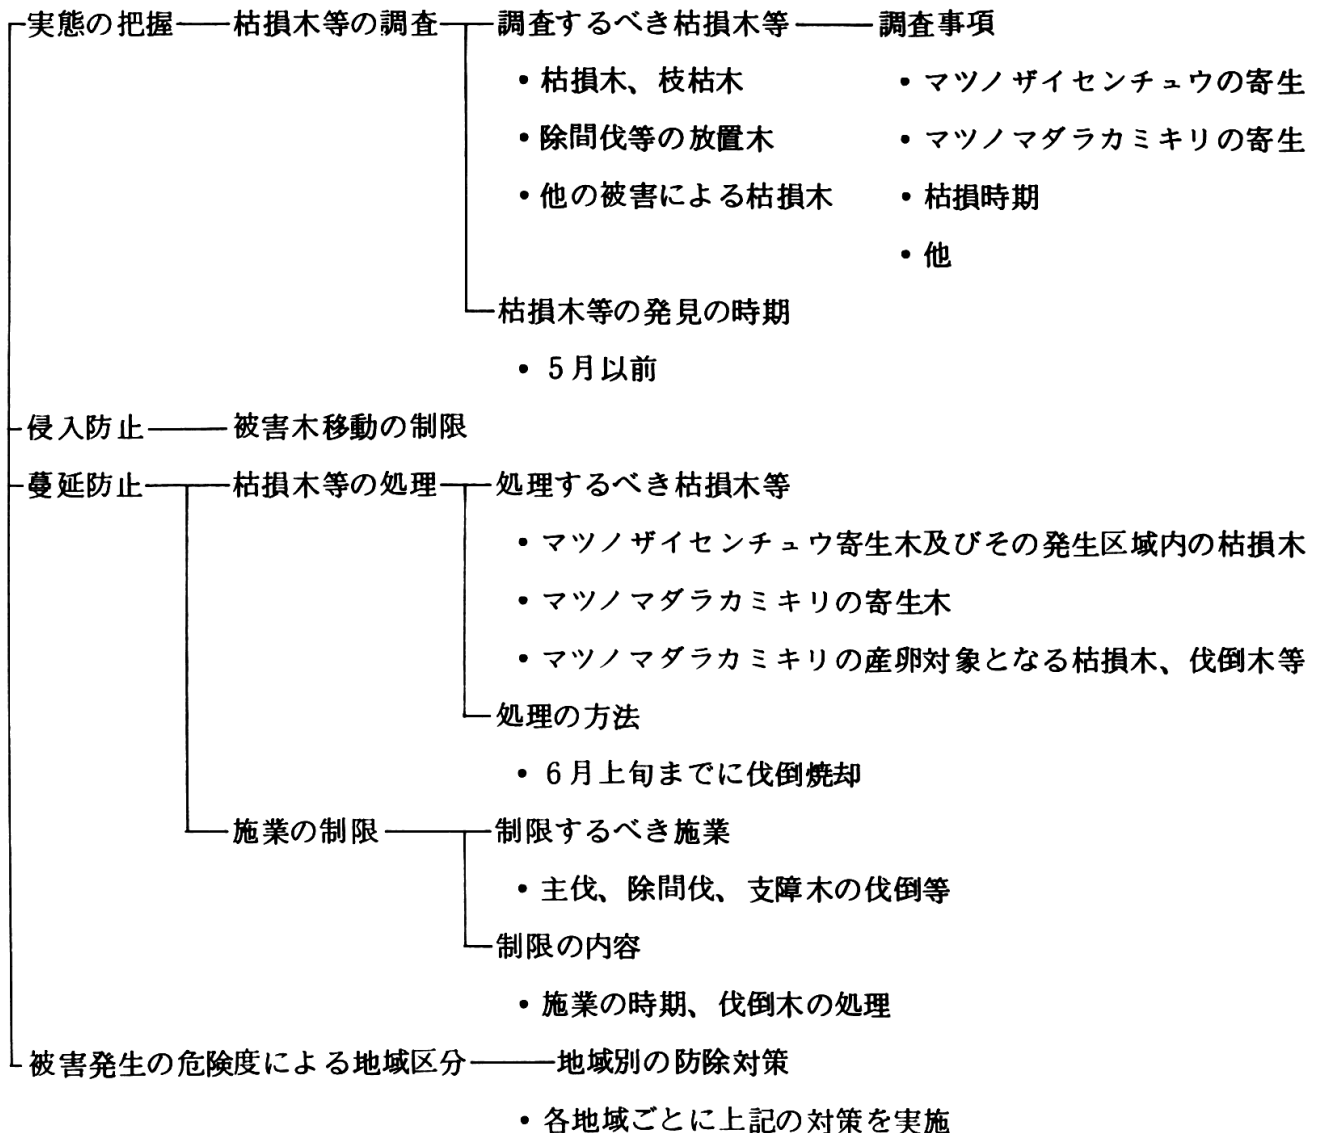 実態の把握 枯損木等の調査 調査するべき枯損木等 調査事項
・枯損木、枝枯木 ・マツノザイセンチュウの寄生
・除間伐等の放置木 ・マツノマダラカミキリの寄生
・他の被害による枯損木 ・枯損時期
・他
枯損木等の発見の時期
・5月以前
侵入防止 被害木移動の制限
蔓延防止 枯損木等の処理 処理するべき枯損木等
・マツノザイセンチュウ寄生木及びその発生区域内の枯損木
・マツノマダラカミキリの寄生木
・マツノマダラカミキリの産卵対象となる枯損木、伐倒木等
処理の方法
・6月上旬までに伐倒焼却
施業の制限 制限するべき施業
・主伐、除間伐、支障木の伐倒等
制限の内容
・施業の時期、伐倒木の処理
被害発生の危険度による地域区分 地域別の防除対策
・各地域ごとに上記の対策を実施